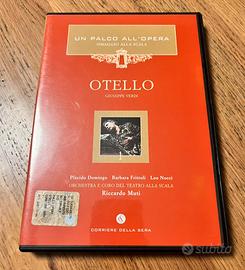 UN PALCO ALL'OPERA
OMAGGIO ALLA SCALA
OTELLO
GIUSEPPE VERDI
Placido Domingo Barbara Frittoli Leo Nucci
ORCHESTRA E CORO DEL TEATRO ALLA SCALA
Riccardo Muti
CORRIERE DELLA SERA
subito